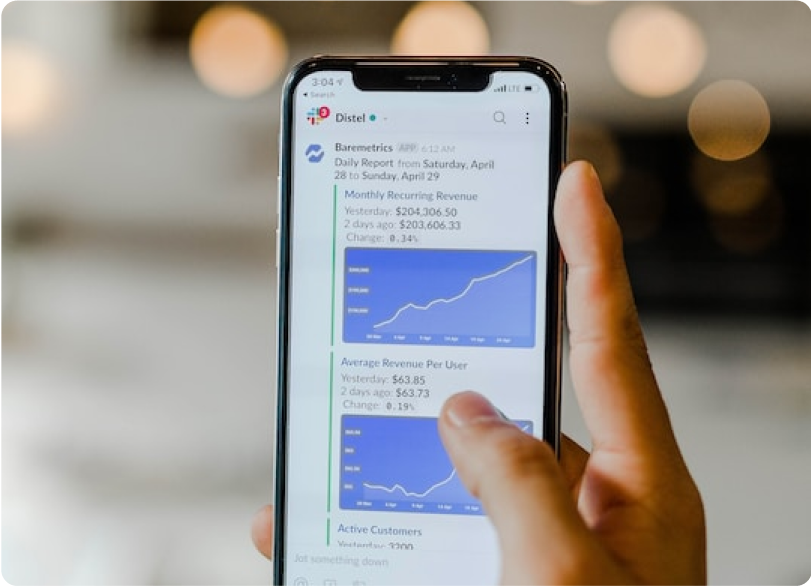 3:04
LTE
Search
3
Distel
Baremetrics APP 6:12 AM
Daily Report from Saturday, April
28 to Sunday, April 29
Monthly Recurring Revenue
Yesterday: $204,306.50
2 days ago: $203,606.33
Change: 0.34%
Average Revenue Per User
Yesterday: $63.85
2 days ago: $63.73
Change: 0.19%
Active Customers
Yesterday: 3200
Jot something down